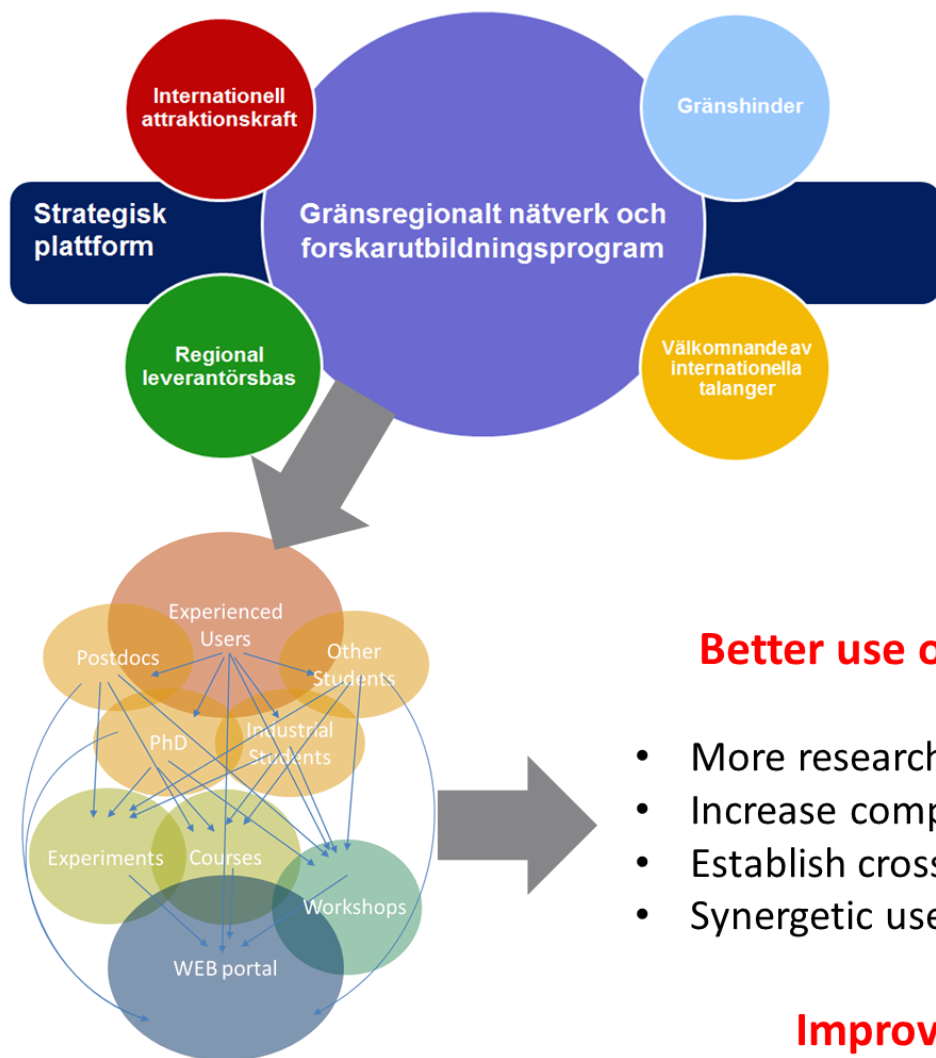 Internationell
attraktionskraft
Gränshinder
Strategisk
plattform
Gränsregionalt nätverk och
forskarutbildningsprogram
Regional
leverantörsbas
Välkomnande av
internationella
talanger
Experienced
Users
Postdocs
Other
Students
PhD
Industrial
Students
Experiments
Courses
Workshops
WEB portal
Better use o
• More research
• Increase comp
• Establish cross
• Synergetic use
Improv